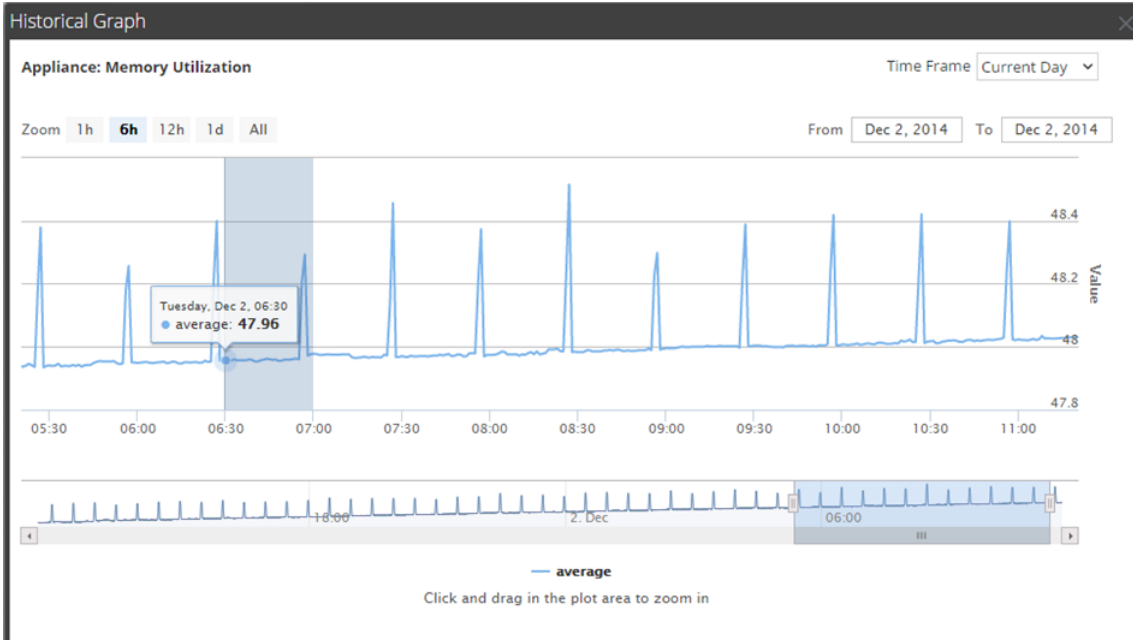 Historical Graph
Appliance: Memory Utilization
Time Frame Current Day
Zoom 1h 6h 12h 1d All
From Dec 2, 2014 To Dec 2, 2014
48.4
48.2
Value
Tuesday, Dec 2, 06:30
average: 47.96
48
47.8
05:30 06:00 06:30 07:00 07:30 08:00 08:30 09:00 09:30 10:00 10:30 11:00
18:00 2. Dec 06:00
average
Click and drag in the plot area to zoom in